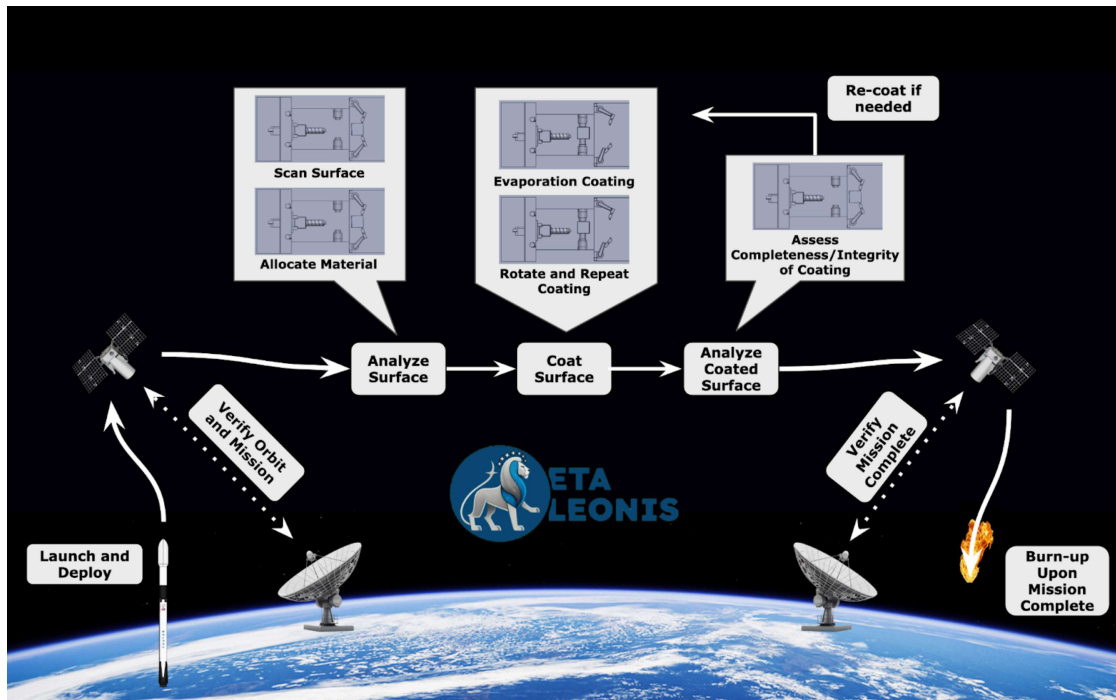 Re-coat if
needed
Scan Surface
Allocate Material
Evaporation Coating
Rotate and Repeat
Coating
Assess
Completeness/Integrity
of Coating
Analyze
Surface
Coat
Surface
Analyze
Coated
Surface
Verify Orbit
and Mission
Verify
Mission
Complete
ETA
LEONIS
Launch and
Deploy
Burn-up
Upon
Mission
Complete